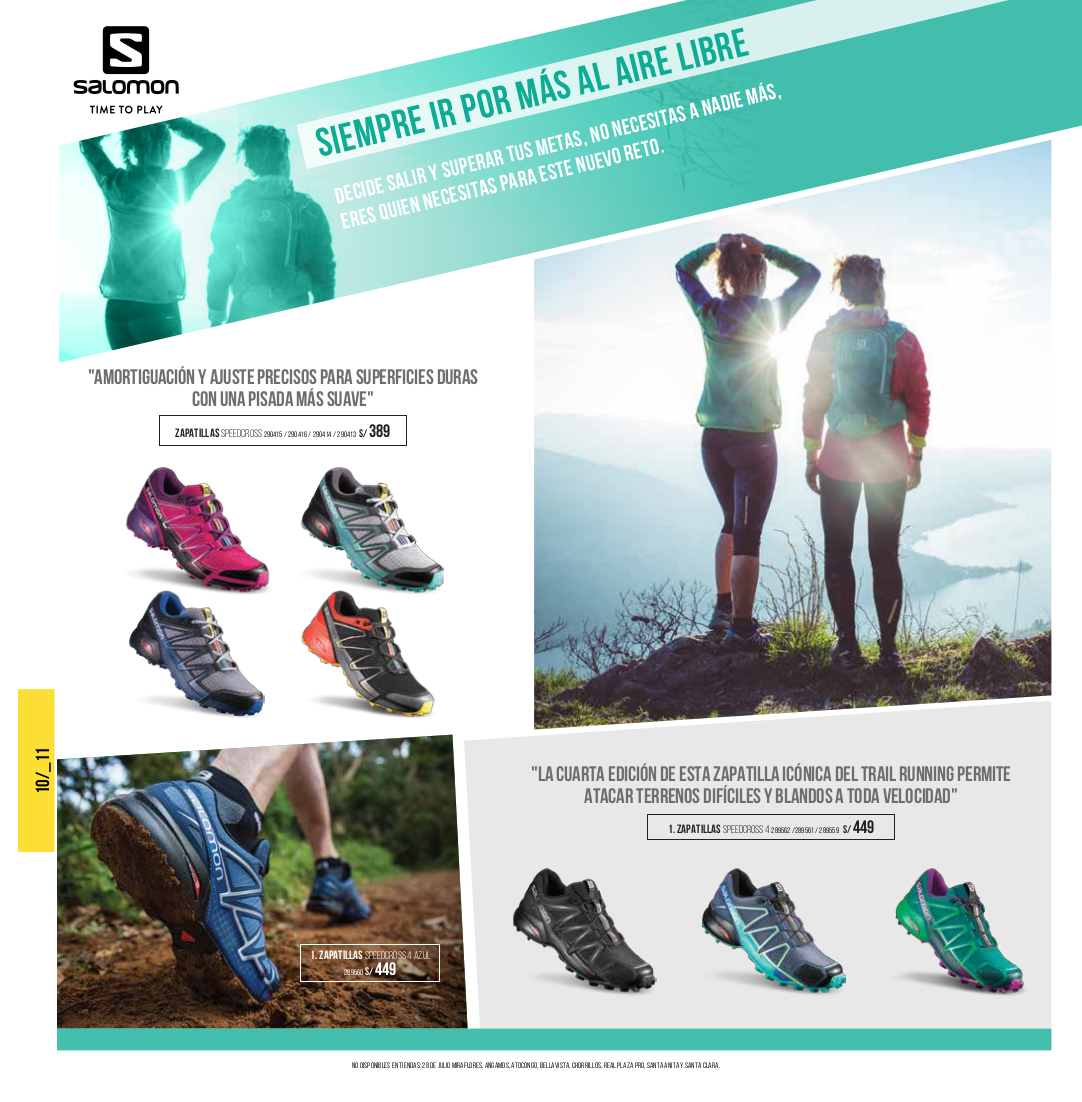 SALOMON
TIME TO PLAY
SIEMPRE IR POR MÁS AL AIRE LIBRE
DECIDE SALIR Y SUPERAR TUS METAS, NO NECESITAS A NADIE MÁS,
ERES QUIEN NECESITAS PARA ESTE NUEVO RETO.
"AMORTIGUACIÓN Y AJUSTE PRECISOS PARA SUPERFICIES DURAS
CON UNA PISADA MÁS SUAVE"
ZAPATILLAS SPEEDCROSS 290415 / 290416 / 290414 / 290413 S/ 389
10/_11
"LA CUARTA EDICIÓN DE ESTA ZAPATILLA ICÓNICA DEL TRAIL RUNNING PERMITE
ATACAR TERRENOS DIFÍCILES Y BLANDOS A TODA VELOCIDAD"
1. ZAPATILLAS SPEEDCROSS 4 289562 / 289561 / 289559 S/ 449
salomon
1. ZAPATILLAS SPEEDCROSS 4 AZUL
289560 S/ 449
NO DISPONIBLES EN TIENDAS: 28 DE JULIO MIRAFLORES, ANGAMOS, ATOCONGO, BELLAVISTA, CHORRILLOS, REAL PLAZA PRO, SANTA ANITA Y SANTA CLARA.